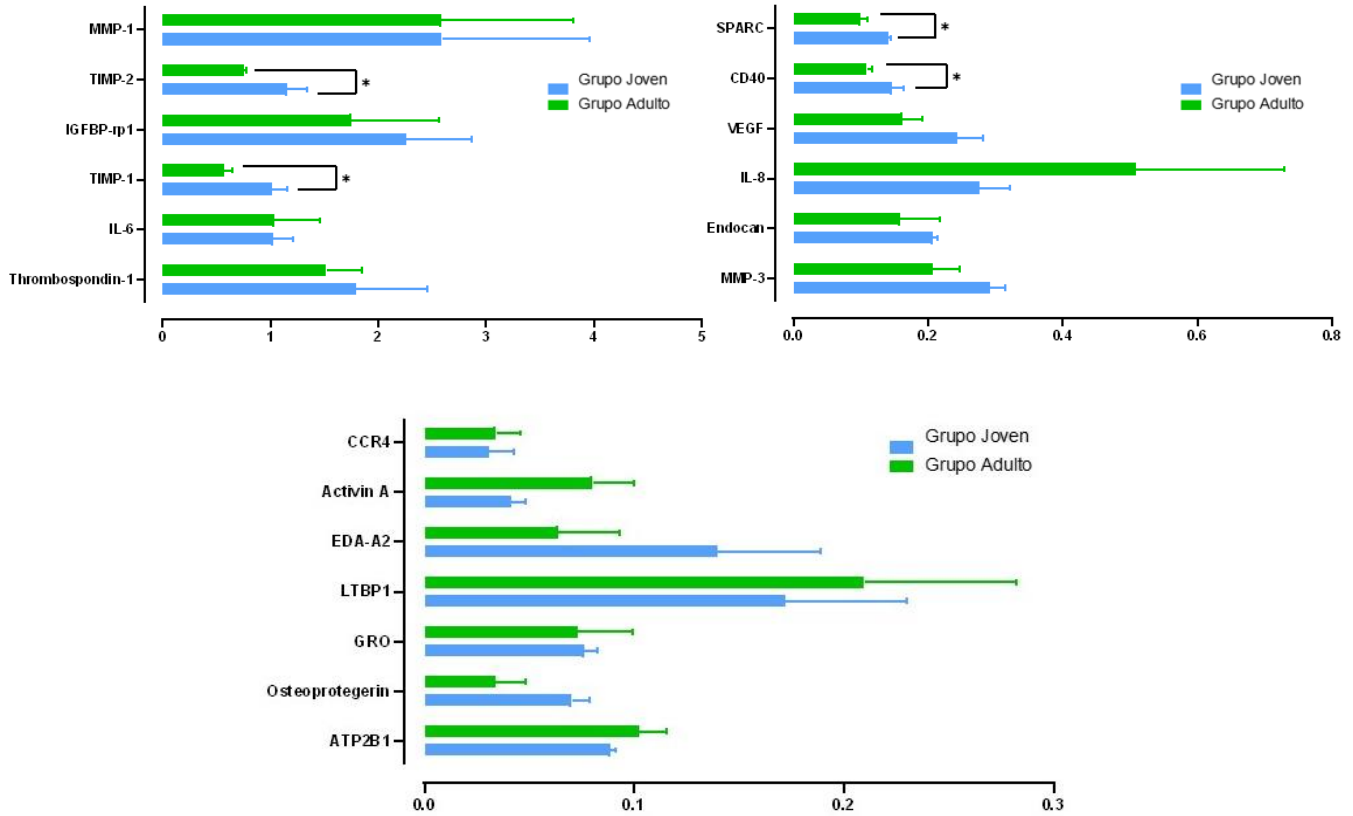 MMP-1
TIMP-2
*
IGFBP-rp1
TIMP-1
*
IL-6
Thrombospondin-1
Grupo Joven
Grupo Adulto
0 1 2 3 4 5
SPARC
*
CD40
*
VEGF
IL-8
Endocan
MMP-3
Grupo Joven
Grupo Adulto
0.0 0.2 0.4 0.6 0.8
CCR4
Activin A
EDA-A2
LTBP1
GRO
Osteoprotegerin
ATP2B1
Grupo Joven
Grupo Adulto
0.0 0.1 0.2 0.3